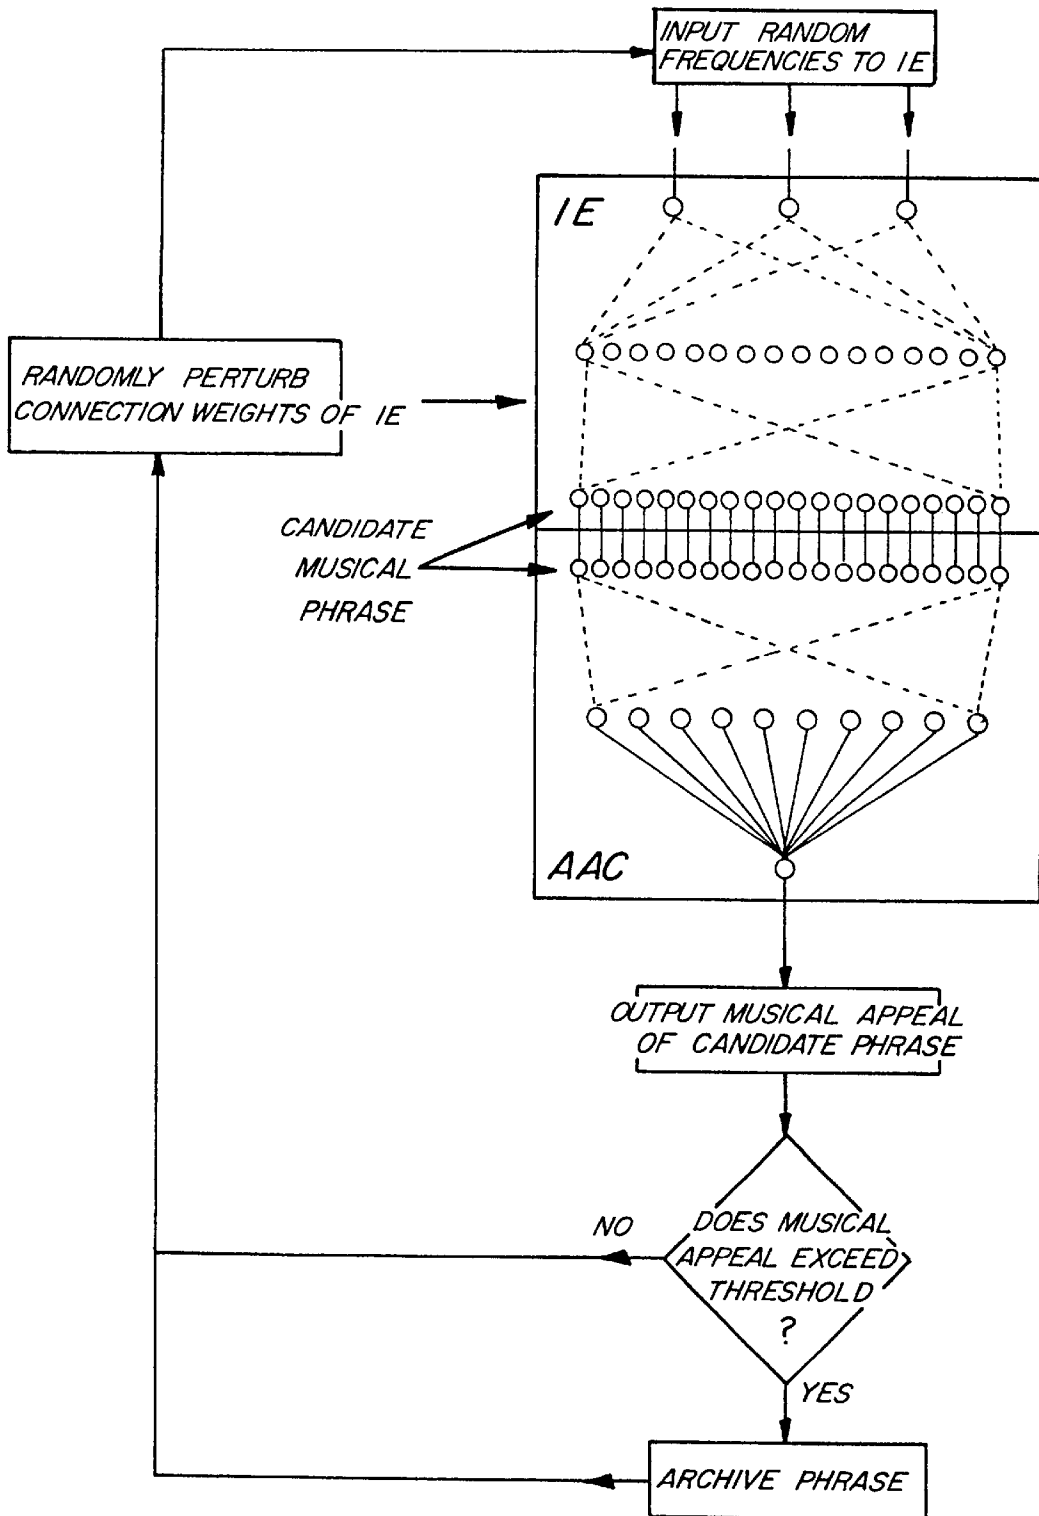 INPUT RANDOM
FREQUENCIES TO IE
IE
RANDOMLY PERTURB
CONNECTION WEIGHTS OF IE
CANDIDATE
MUSICAL
PHRASE
AAC
OUTPUT MUSICAL APPEAL
OF CANDIDATE PHRASE
NO
DOES MUSICAL
APPEAL EXCEED
THRESHOLD
?
YES
ARCHIVE PHRASE